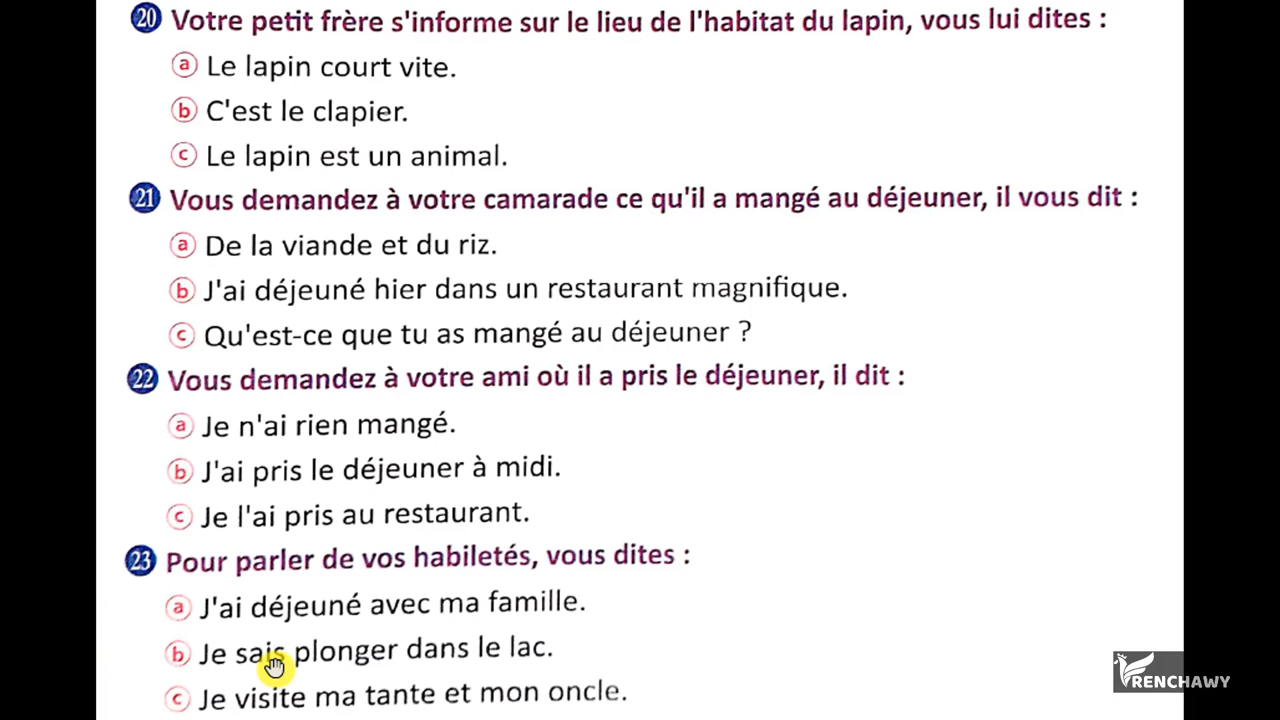 20 Votre petit frère s'informe sur le lieu de l'habitat du lapin, vous lui dites :
a Le lapin court vite.
b C'est le clapier.
c Le lapin est un animal.
21 Vous demandez à votre camarade ce qu'il a mangé au déjeuner, il vous dit :
a De la viande et du riz.
b J'ai déjeuné hier dans un restaurant magnifique.
c Qu'est-ce que tu as mangé au déjeuner ?
22 Vous demandez à votre ami où il a pris le déjeuner, il dit :
a Je n'ai rien mangé.
b J'ai pris le déjeuner à midi.
c Je l'ai pris au restaurant.
23 Pour parler de vos habiletés, vous dites :
a J'ai déjeuné avec ma famille.
b Je sais plonger dans le lac.
c Je visite ma tante et mon oncle.
RENCHAWY